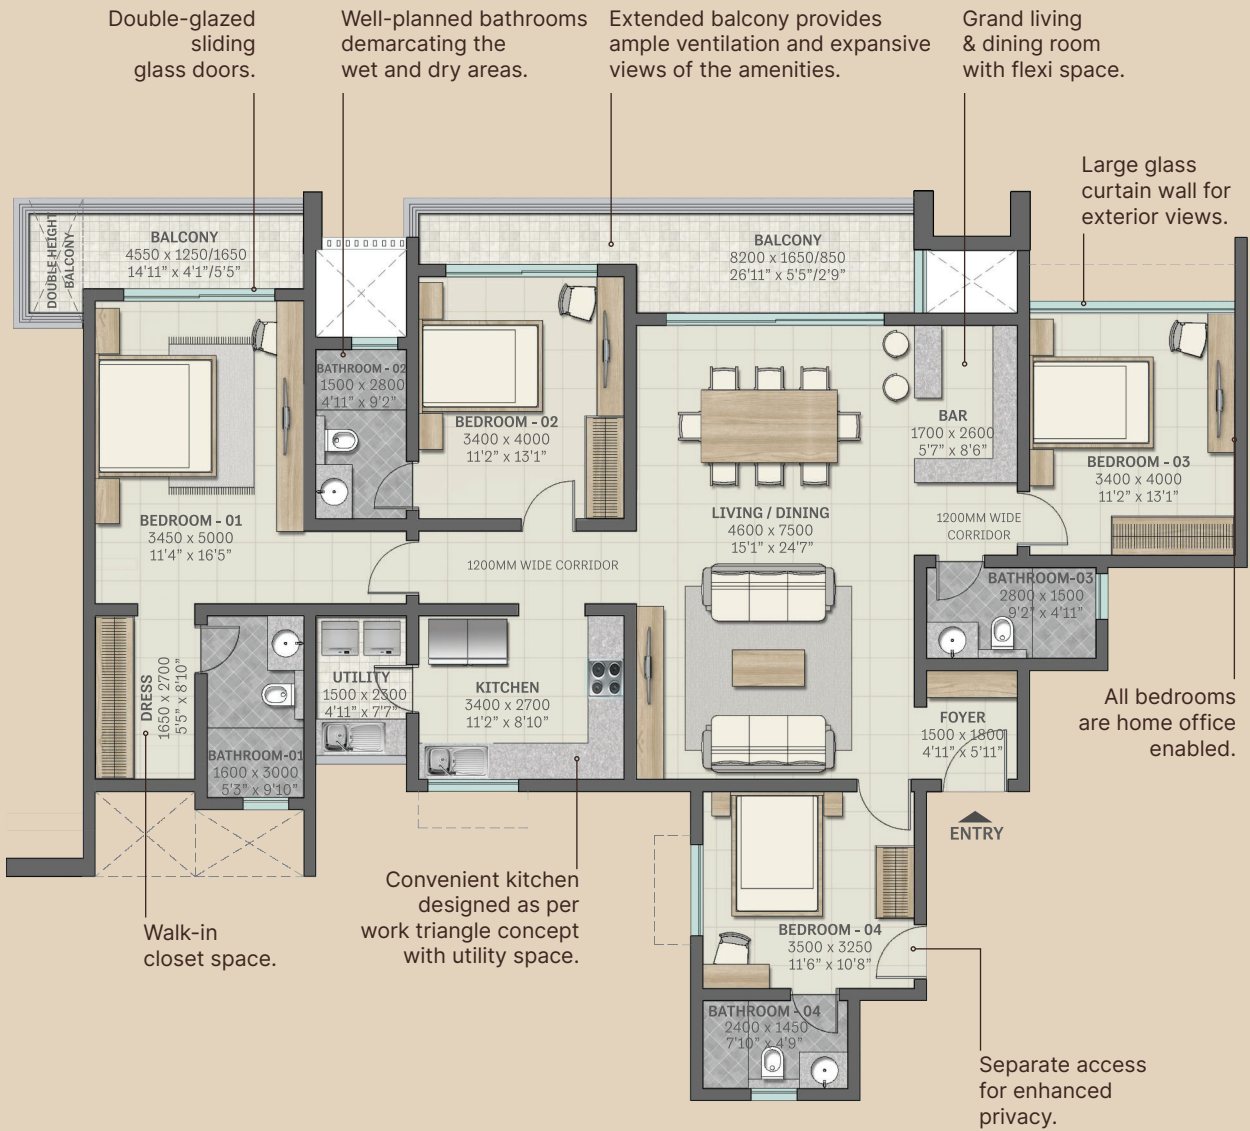 Double-glazed
sliding
glass doors.
Well-planned bathrooms
demarcating the
wet and dry areas.
Extended balcony provides
ample ventilation and expansive
views of the amenities.
Grand living
& dining room
with flexi space.
Large glass
curtain wall for
exterior views.
DOUBLE HEIGHT
BALCONY
BALCONY
4550 x 1250/1650
14'11" x 4'1"/5'5"
BALCONY
8200 x 1650/850
26'11" x 5'5"/2'9"
BATHROOM - 02
1500 x 2800
4'11" x 9'2"
BEDROOM - 02
3400 x 4000
11'2" x 13'1"
BAR
1700 x 2600
5'7" x 8'6"
BEDROOM - 03
3400 x 4000
11'2" x 13'1"
BEDROOM - 01
3450 x 5000
11'4" x 16'5"
LIVING / DINING
4600 x 7500
15'1" x 24'7"
1200MM WIDE
CORRIDOR
1200MM WIDE CORRIDOR
BATHROOM-03
2800 x 1500
9'2" x 4'11"
DRESS
1650 x 2700
5'5" x 8'10"
UTILITY
1500 x 2300
4'11" x 7'7"
KITCHEN
3400 x 2700
11'2" x 8'10"
FOYER
1500 x 1800
4'11" x 5'11"
All bedrooms
are home office
enabled.
BATHROOM-01
1600 x 3000
5'3" x 9'10"
ENTRY
Convenient kitchen
designed as per
work triangle concept
with utility space.
Walk-in
closet space.
BEDROOM - 04
3500 x 3250
11'6" x 10'8"
BATHROOM - 04
2400 x 1450
7'10" x 4'9"
Separate access
for enhanced
privacy.